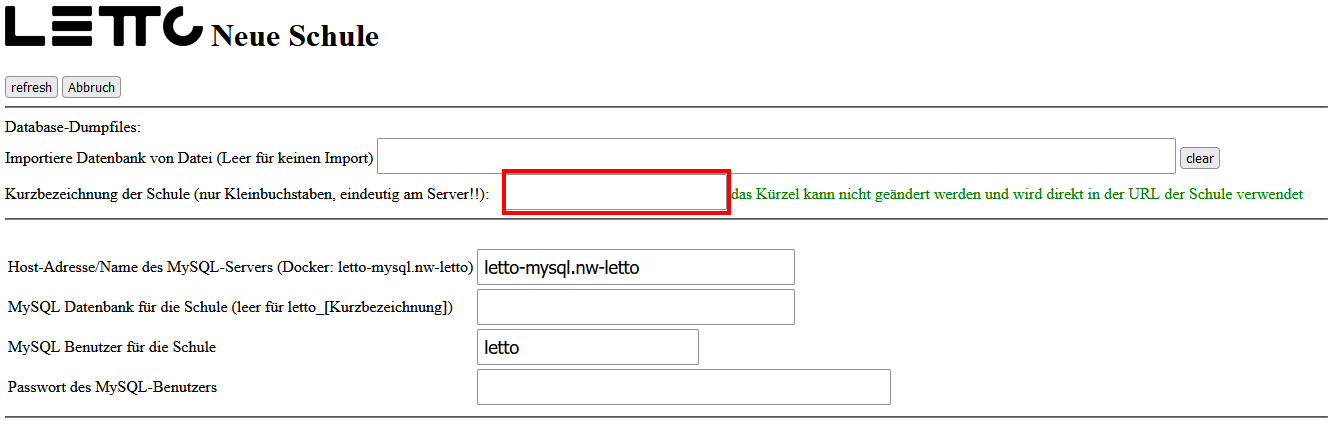 LETTO Neue Schule
refresh Abbruch
Database-Dumpfiles:
Importiere Datenbank von Datei (Leer für keinen Import) clear
Kurzbezeichnung der Schule (nur Kleinbuchstaben, eindeutig am Server!!): das Kürzel kann nicht geändert werden und wird direkt in der URL der Schule verwendet
Host-Adresse/Name des MySQL-Servers (Docker: letto-mysql.nw-letto) letto-mysql.nw-letto
MySQL Datenbank für die Schule (leer für letto_[Kurzbezeichnung])
MySQL Benutzer für die Schule letto
Passwort des MySQL-Benutzers